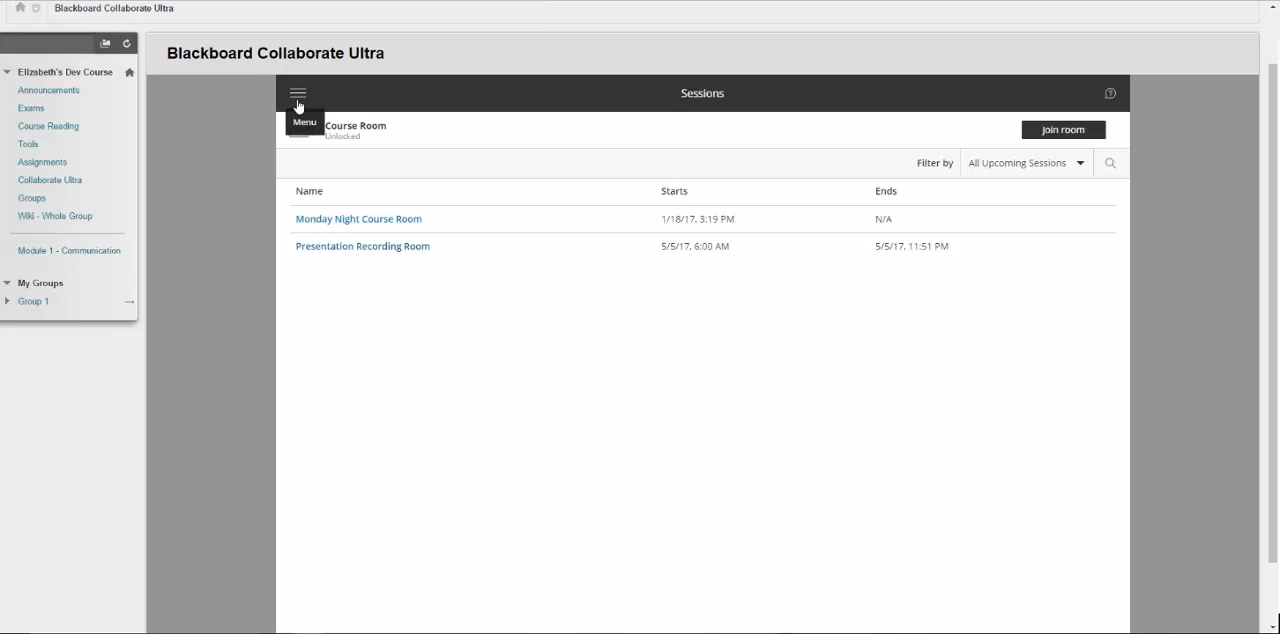 Blackboard Collaborate Ultra
Elizabeth's Dev Course
Announcements
Exams
Course Reading
Tools
Assignments
Collaborate Ultra
Groups
Wiki - Whole Group
Module 1 - Communication
My Groups
Group 1
Blackboard Collaborate Ultra
Sessions
Menu
Course Room
Unlocked
Join room
Filter by All Upcoming Sessions
Name Starts Ends
Monday Night Course Room 1/18/17, 3:19 PM N/A
Presentation Recording Room 5/5/17, 6:00 AM 5/5/17, 11:51 PM